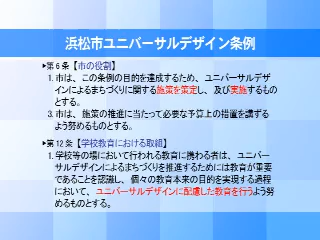 浜松市ユニバーサルデザイン条例
▶第6条【市の役割】
1. 市は、この条例の目的を達成するため、ユニバーサルデザ
インによるまちづくりに関する施策を策定し、及び実施するもの
とする。
3. 市は、施策の推進に当たって必要な予算上の措置を講ずる
よう努めるものとする。
▶第12条【学校教育における取組】
1. 学校等の場において行われる教育に携わる者は、ユニバー
サルデザインによるまちづくりを推進するためには教育が重要
であることを認識し、個々の教育本来の目的を実現する過程
において、ユニバーサルデザインに配慮した教育を行うよう努
めるものとする。